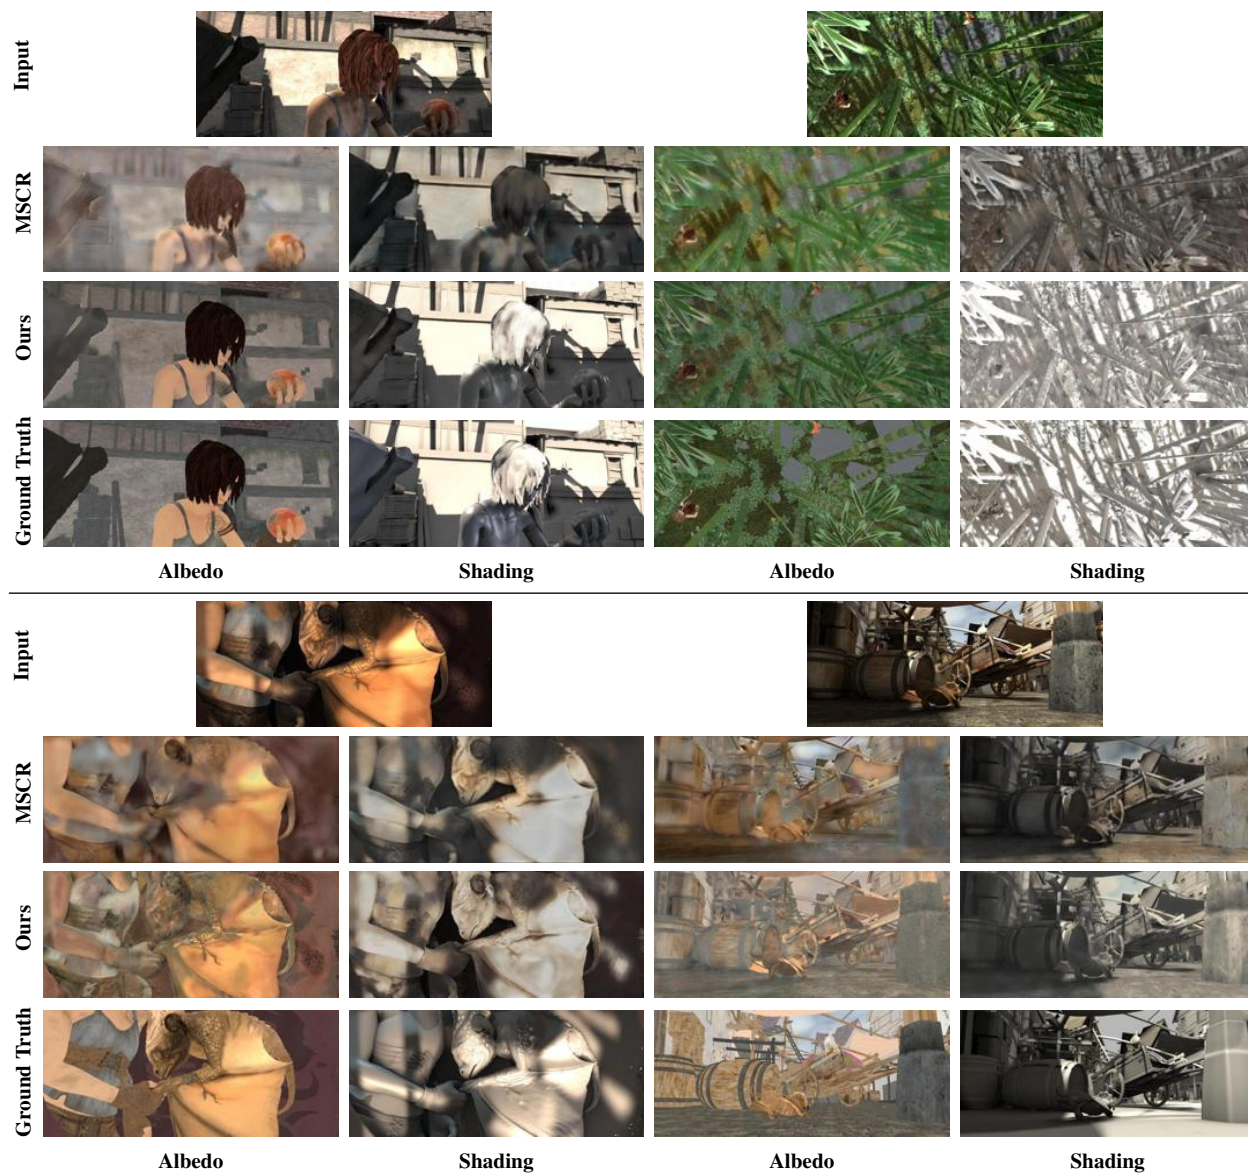 Input
MSCR
Ours
Ground Truth
Albedo
Shading
Albedo
Shading
Input
MSCR
Ours
Ground Truth
Albedo
Shading
Albedo
Shading